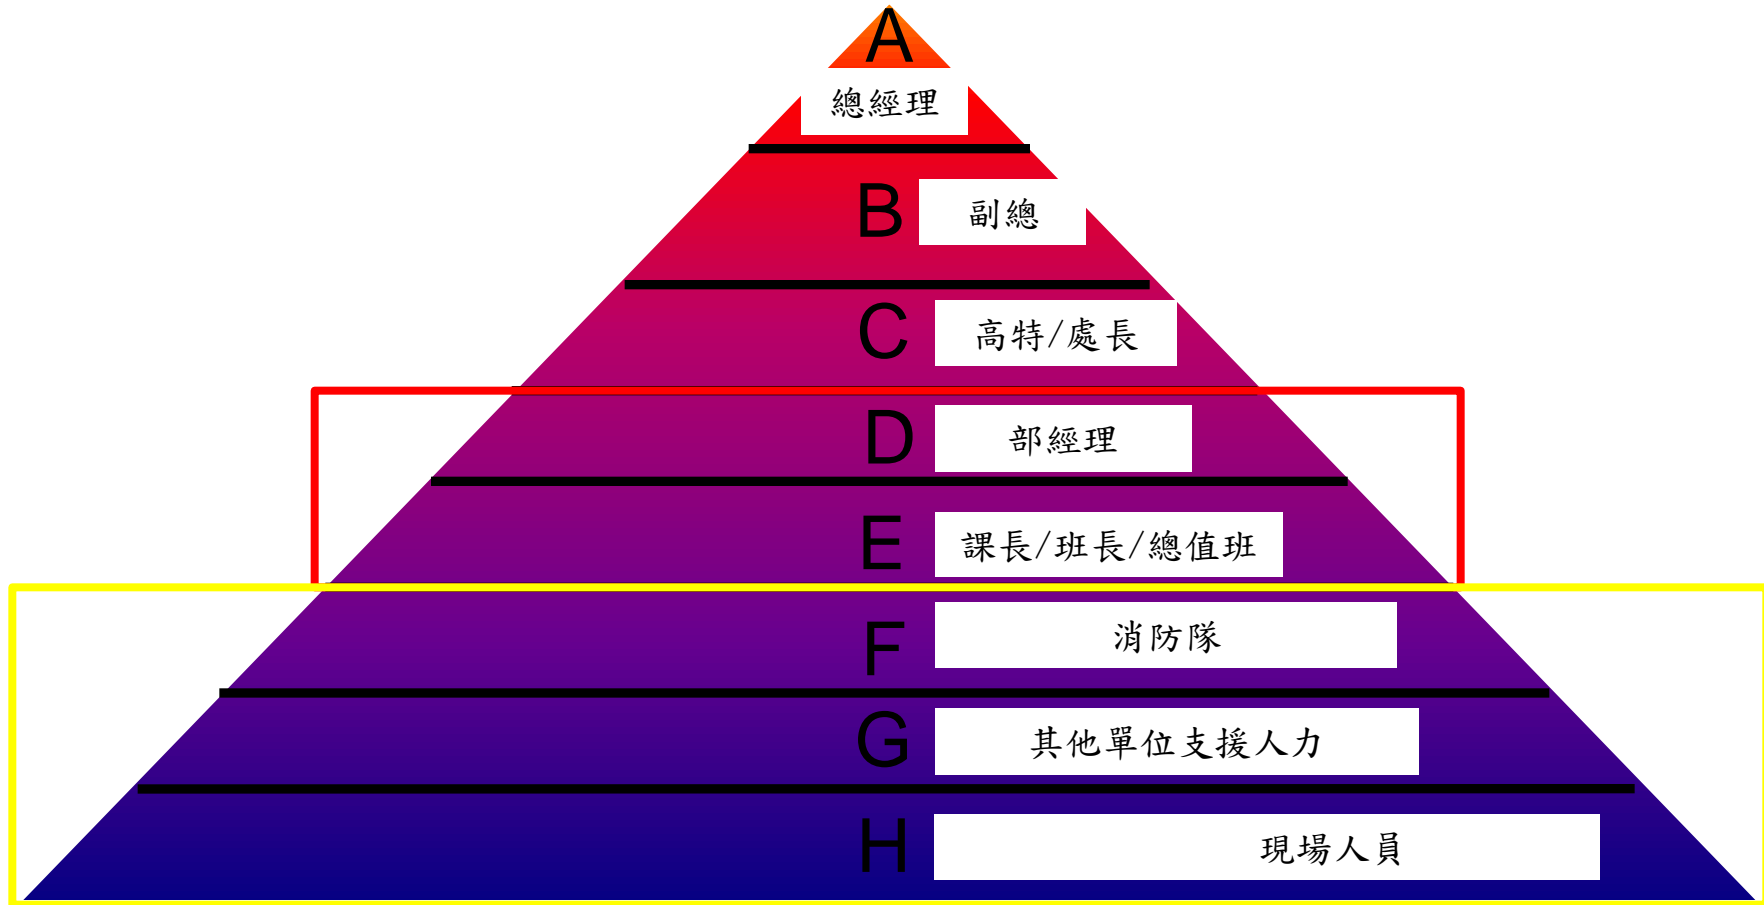 A
總經理
B 副總
C 高特/處長
D 部經理
E 課長/班長/總值班
F 消防隊
G 其他單位支援人力
H 現場人員